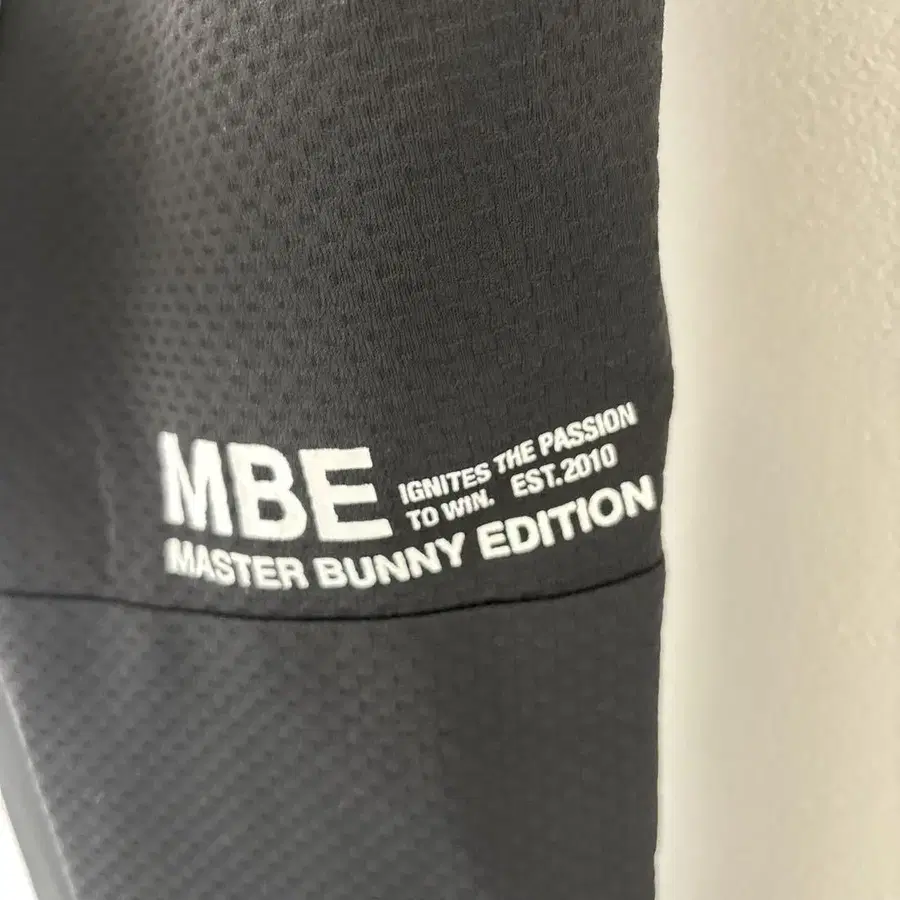 MBE
IGNITES THE PASSION
TO WIN. EST.2010
MASTER BUNNY EDITION